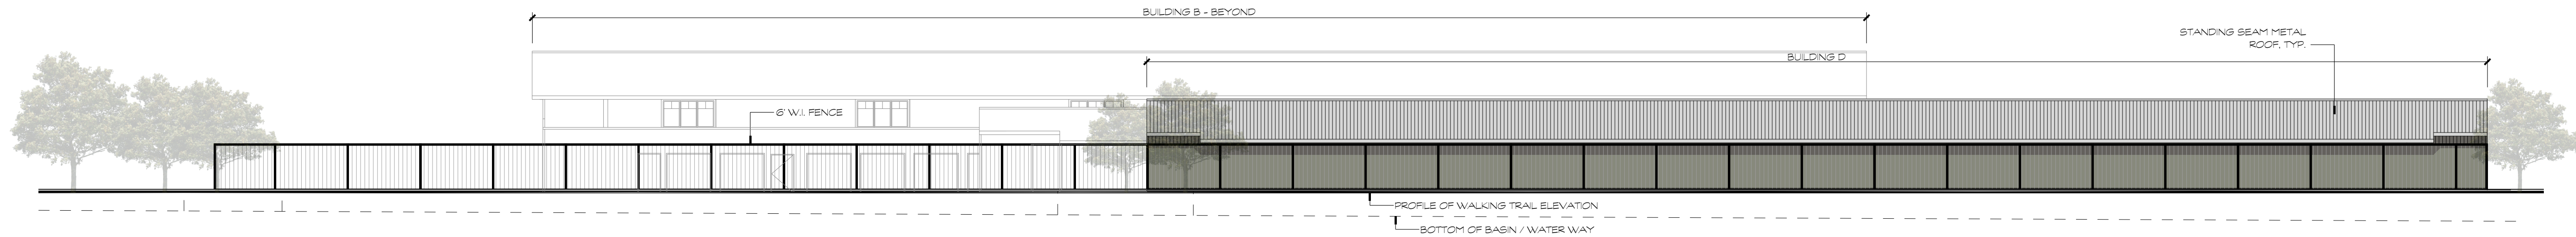 BUILDING B - BEYOND
STANDING SEAM METAL
ROOF, TYP.
BUILDING D
6' W.I. FENCE
PROFILE OF WALKING TRAIL ELEVATION
BOTTOM OF BASIN / WATER WAY